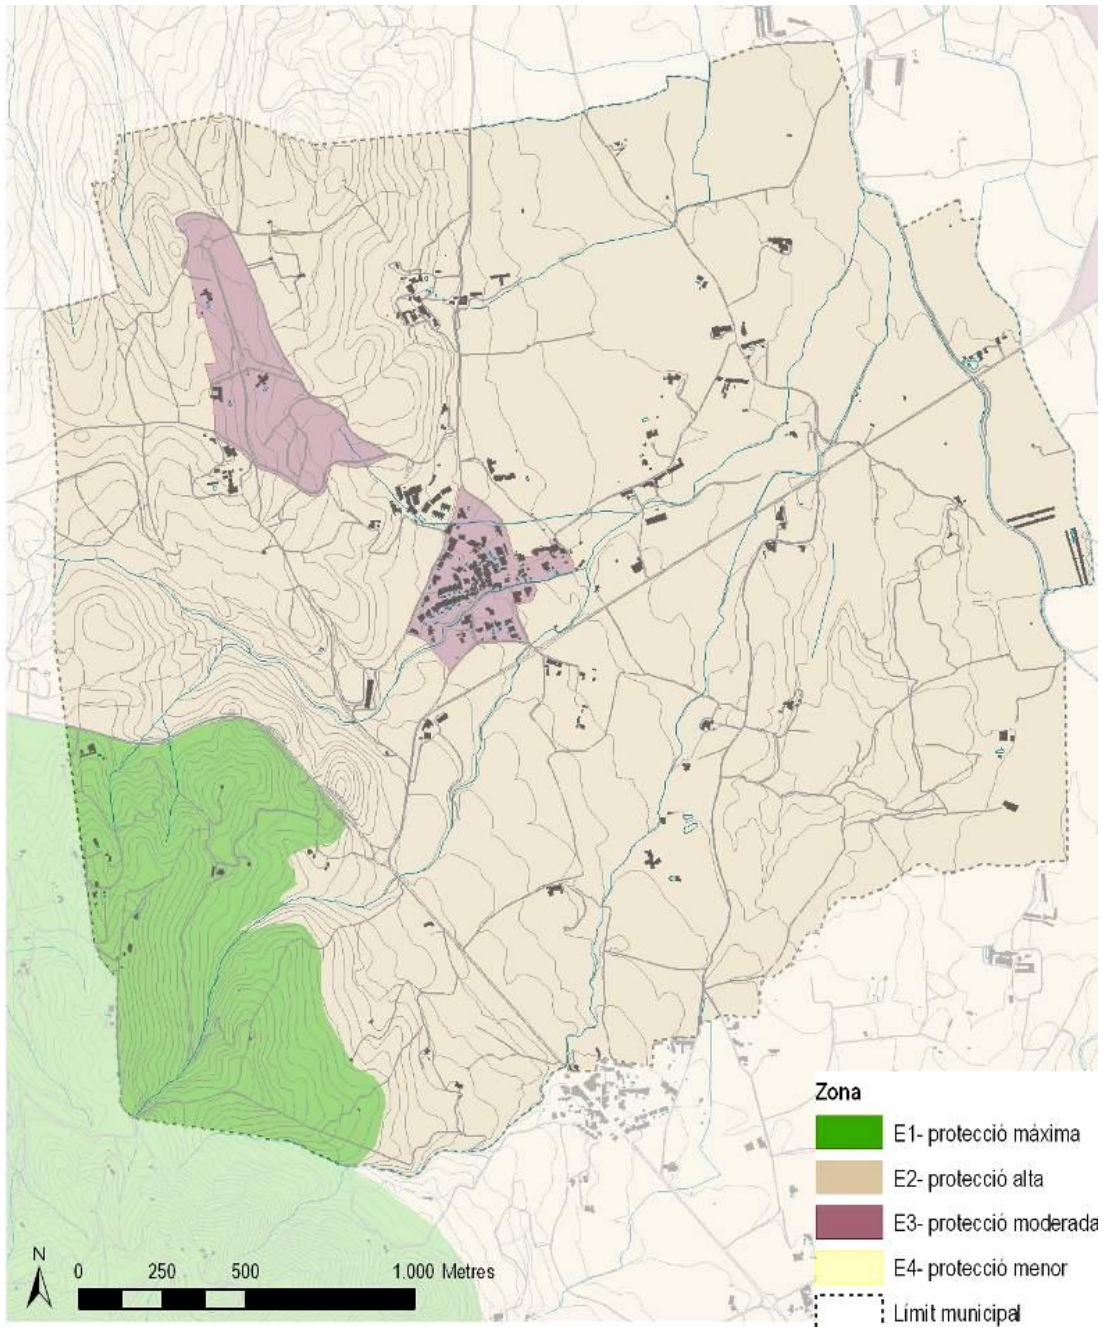 Zona
E1- protecció máxima
E2- protecció alta
E3- protecció moderada
E4- protecció menor
Límit municipal
N
0 250 500 1.000 Metres